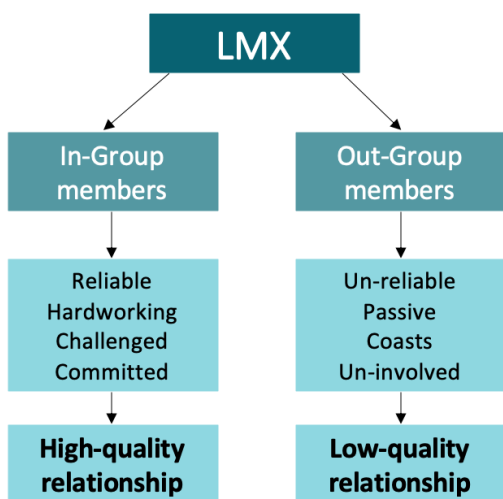 LMX
In-Group
members
Out-Group
members
Reliable
Hardworking
Challenged
Committed
Un-reliable
Passive
Coasts
Un-involved
High-quality
relationship
Low-quality
relationship